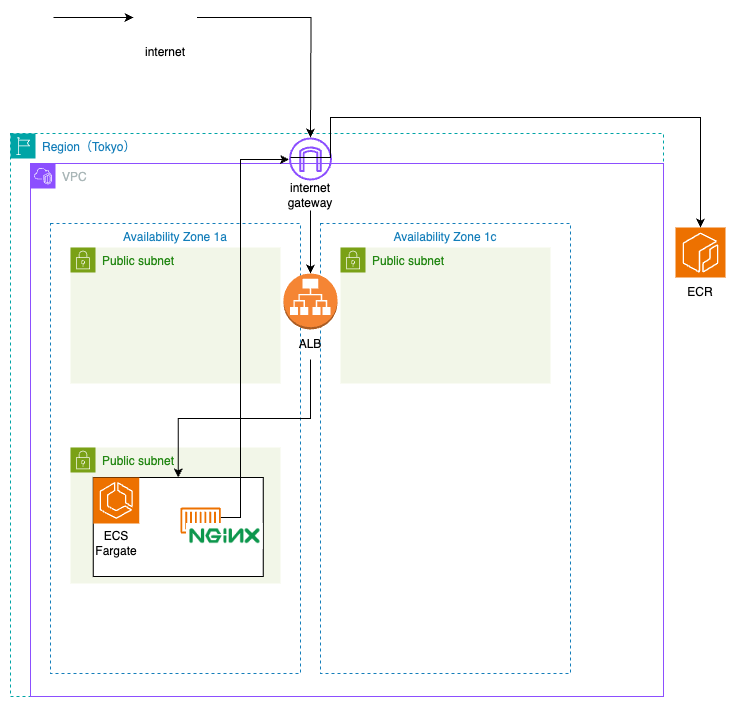 internet
Region（Tokyo）
VPC
internet
gateway
Availability Zone 1a
Availability Zone 1c
Public subnet
Public subnet
ECR
ALB
Public subnet
ECS
Fargate
NGINX